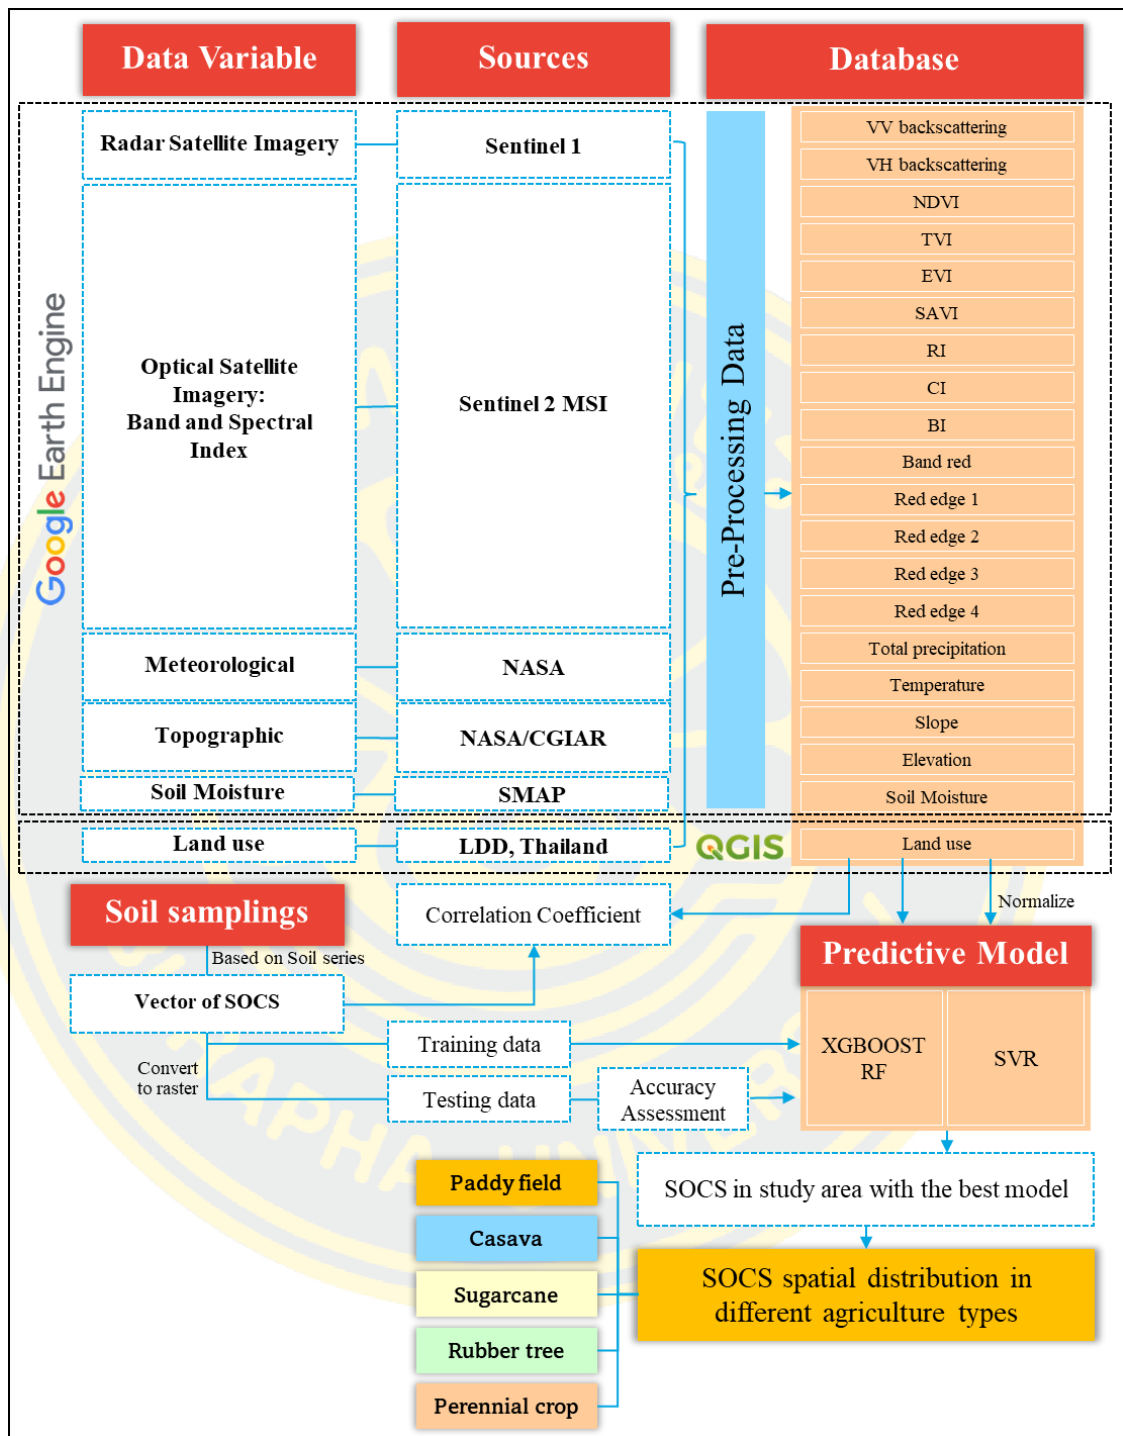 Data Variable
Sources
Database
Radar Satellite Imagery
Sentinel 1
Optical Satellite
Imagery:
Band and Spectral
Index
Sentinel 2 MSI
Meteorological
NASA
Topographic
NASA/CGIAR
Soil Moisture
SMAP
Land use
LDD, Thailand
Google Earth Engine
Pre-Processing Data
QGIS
VV backscattering
VH backscattering
NDVI
TVI
EVI
SAVI
RI
CI
BI
Band red
Red edge 1
Red edge 2
Red edge 3
Red edge 4
Total precipitation
Temperature
Slope
Elevation
Soil Moisture
Land use
Soil samplings
Correlation Coefficient
Normalize
Based on Soil series
Predictive Model
Vector of SOCS
Convert
to raster
Training data
Testing data
Accuracy
Assessment
XGBOOST
RF
SVR
SOCS in study area with the best model
Paddy field
Casava
Sugarcane
Rubber tree
Perennial crop
SOCS spatial distribution in
different agriculture types